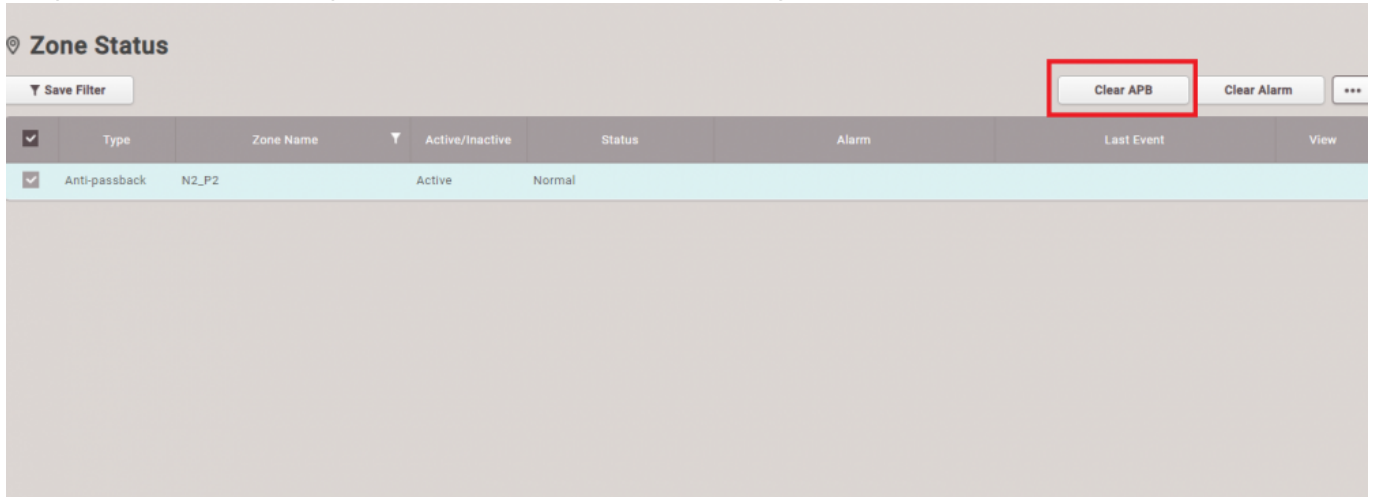 Zone Status
Save Filter
Clear APB Clear Alarm •••
Type Zone Name Active/Inactive Status Alarm Last Event View
Anti-passback N2_P2 Active Normal